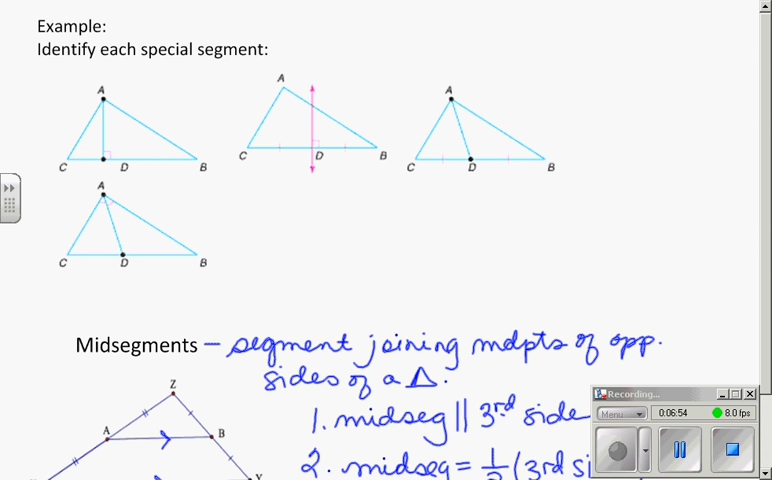 Example:
Identify each special segment:
A
C D B
A
C D B
A
C D B
A
C D B
Midsegments – segment joining mdpts of opp.
sides of a Δ.
1. midseg || 3rd side
2. midseg = 1/2 (3rd si
Z
A B
Y
Recording...
Menu 0:06:54 8.0 fps